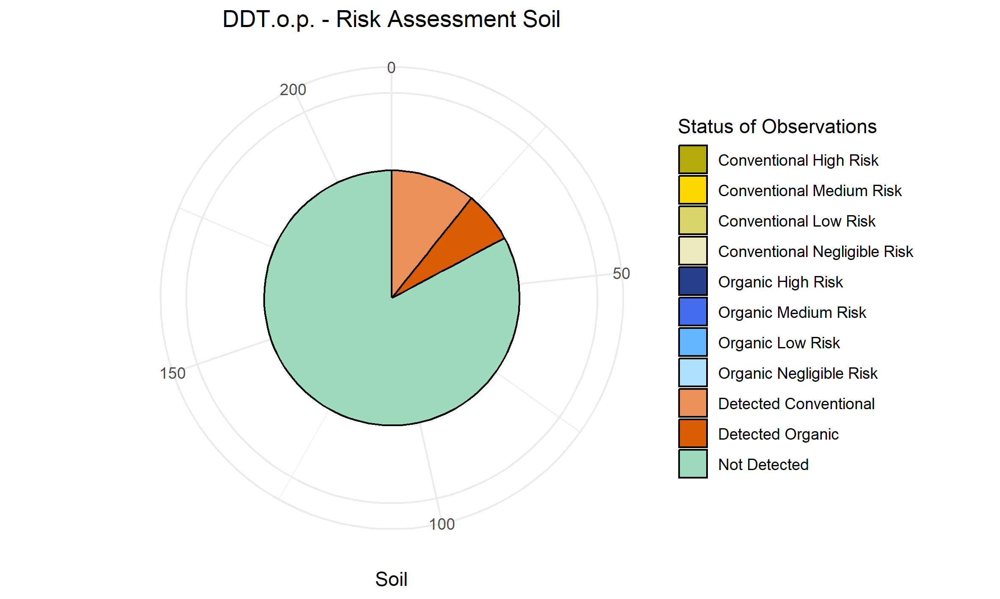 DDT.o.p. - Risk Assessment Soil
0
200
50
150
100
Soil
Status of Observations
Conventional High Risk
Conventional Medium Risk
Conventional Low Risk
Conventional Negligible Risk
Organic High Risk
Organic Medium Risk
Organic Low Risk
Organic Negligible Risk
Detected Conventional
Detected Organic
Not Detected